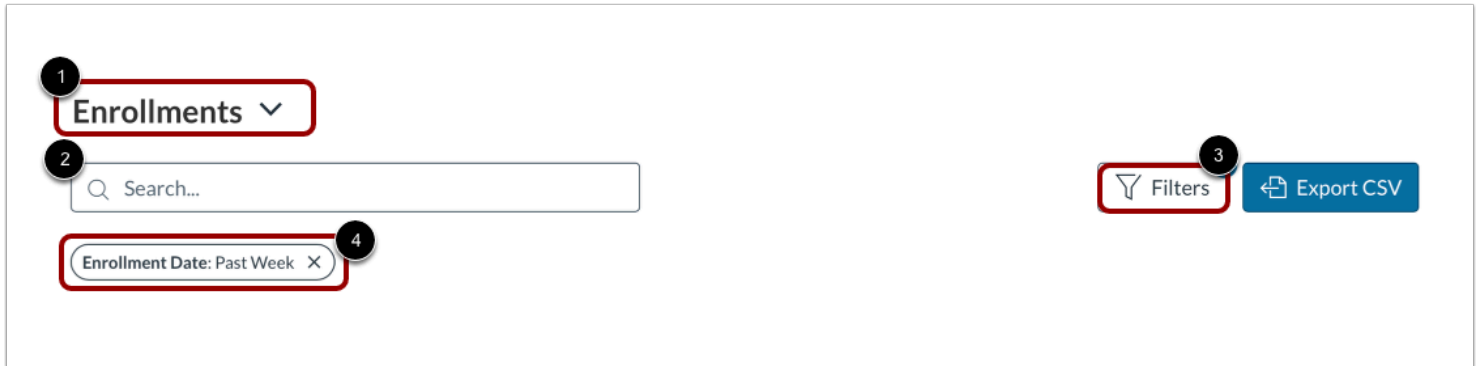 1
Enrollments
2
Search...
3
Filters
Export CSV
4
Enrollment Date: Past Week